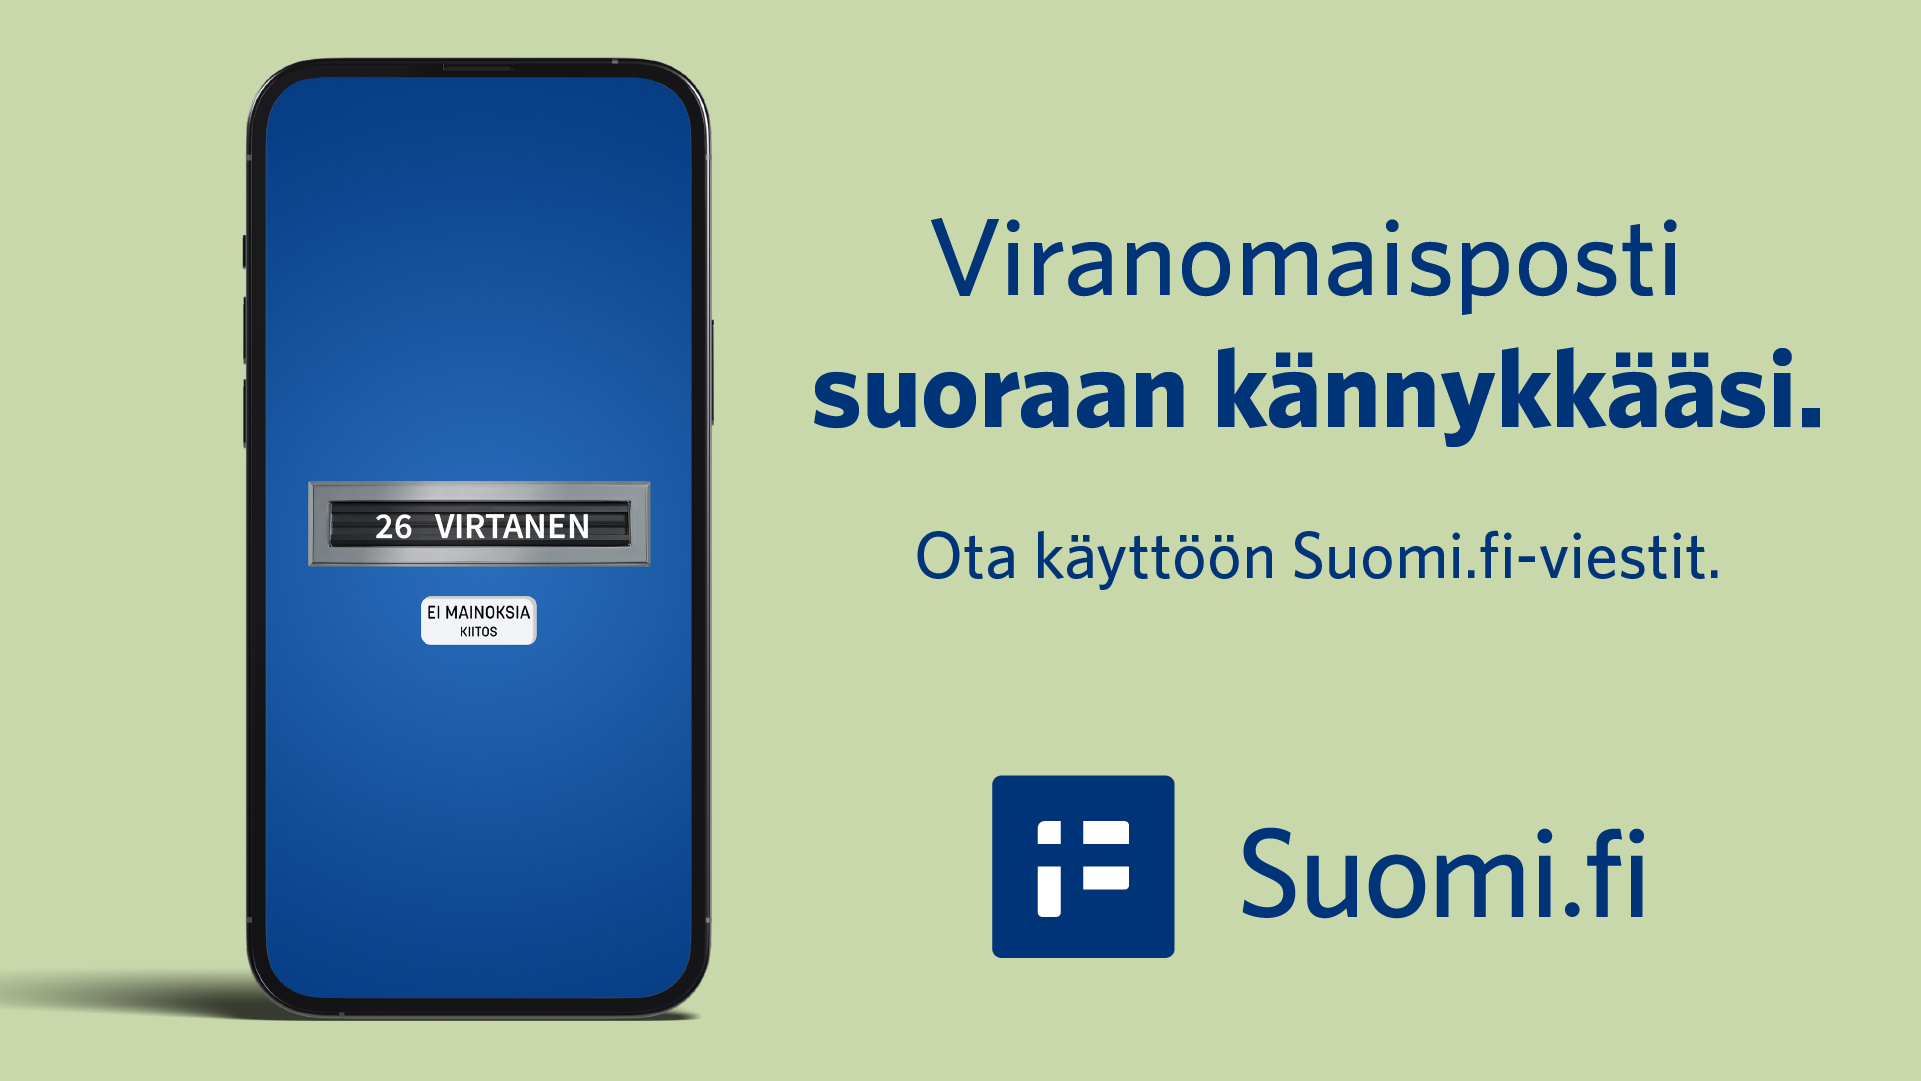 26 VIRTANEN
EI MAINOKSIA
KIITOS
Viranomaisposti
suoraan kännykkääsi.
Ota käyttöön Suomi.fi-viestit.
Suomi.fi